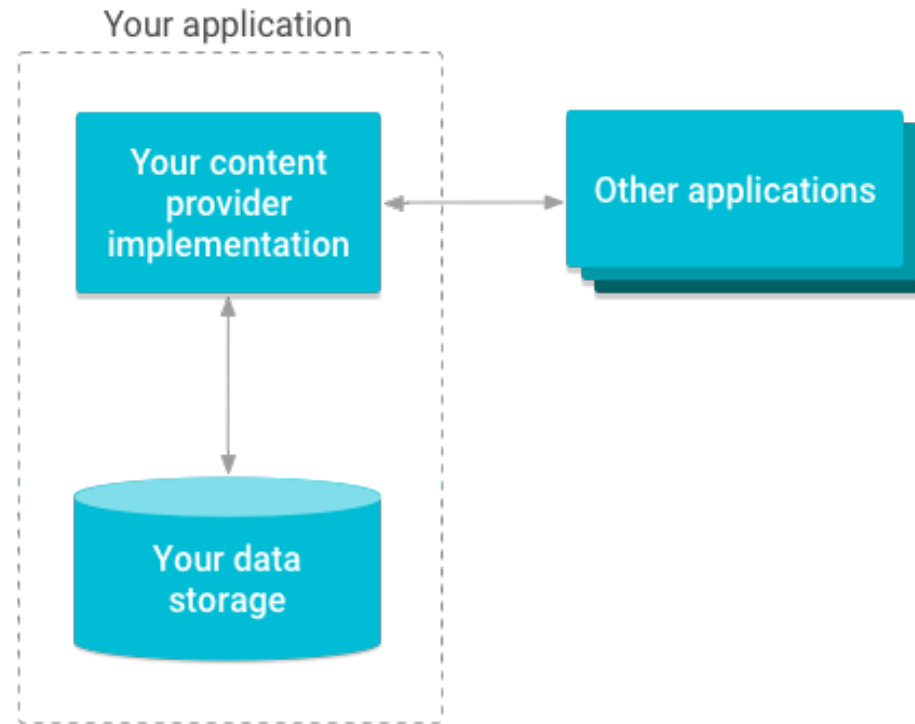 Your application
Your content
provider
implementation
Other applications
Your data
storage